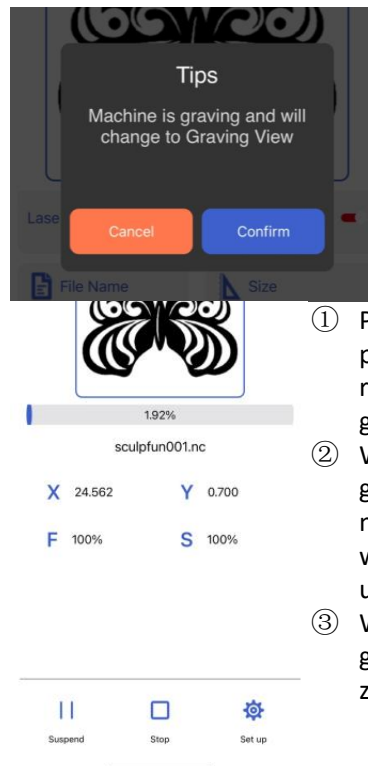 Tips
Machine is graving and will
change to Graving View
Cancel
Confirm
File Name
Size
1.92%
sculpfun001.nc
X 24.562 Y 0.700
F 100% S 100%
①
②
③
Suspend Stop Set up